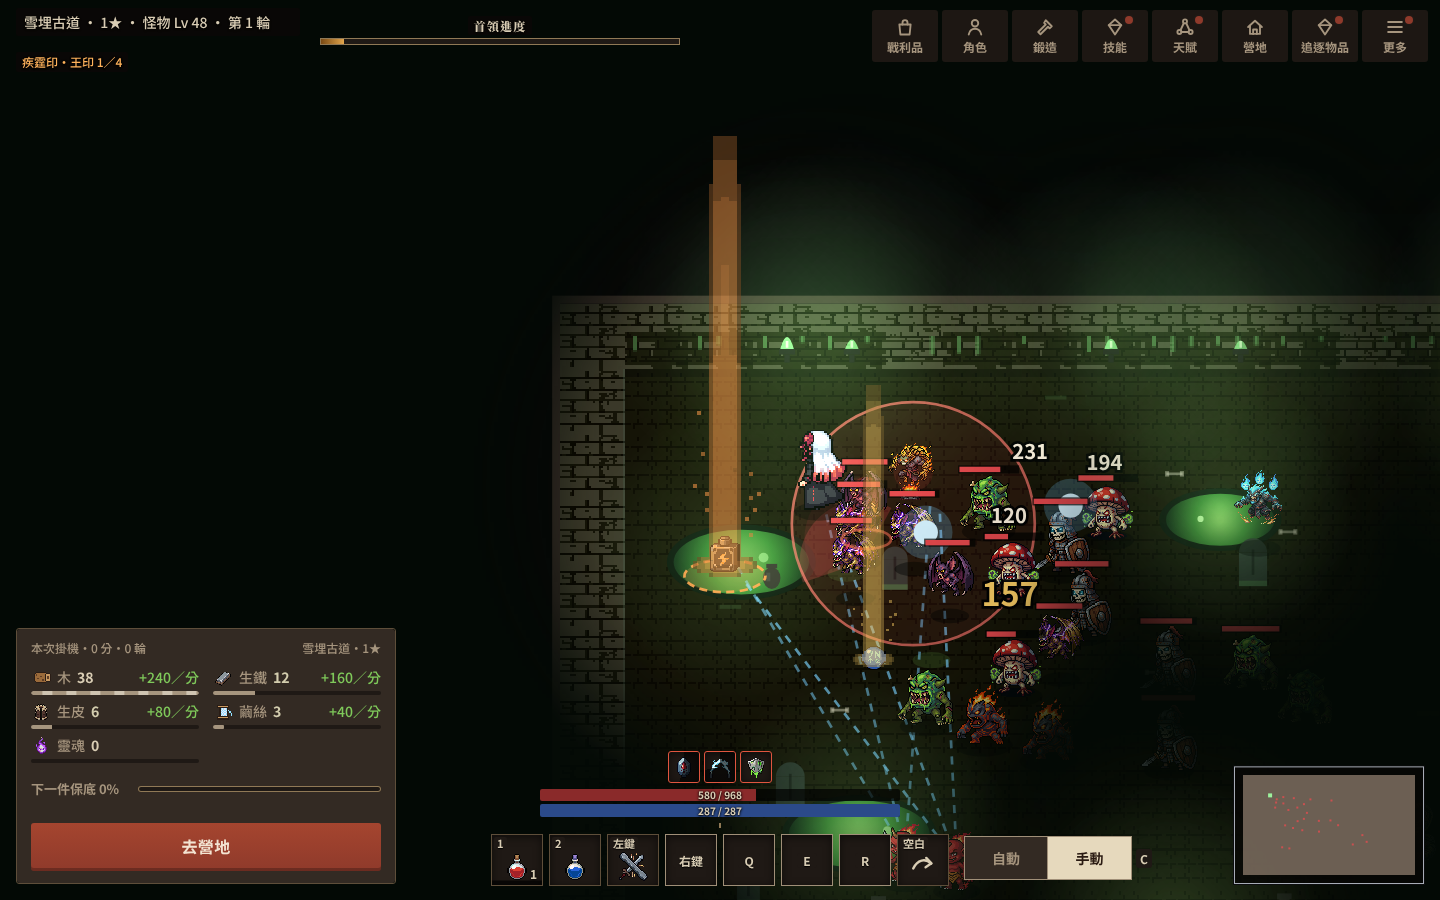 雪埋古道 · 1★ · 怪物 Lv 48 · 第 1 輪
疾霆印·王印 1／4
首領進度
戰利品
角色
鍛造
技能
天賦
營地
追逐物品
更多
231
194
120
157
本次掛機·0 分·0 輪
雪埋古道·1★
木 38 +240／分
生鐵 12 +160／分
生皮 6 +80／分
繭絲 3 +40／分
靈魂 0
下一件保底 0%
去營地
580 / 968
287 / 287
1
1
2
左鍵
右鍵
Q
E
R
空白
自動
手動
C